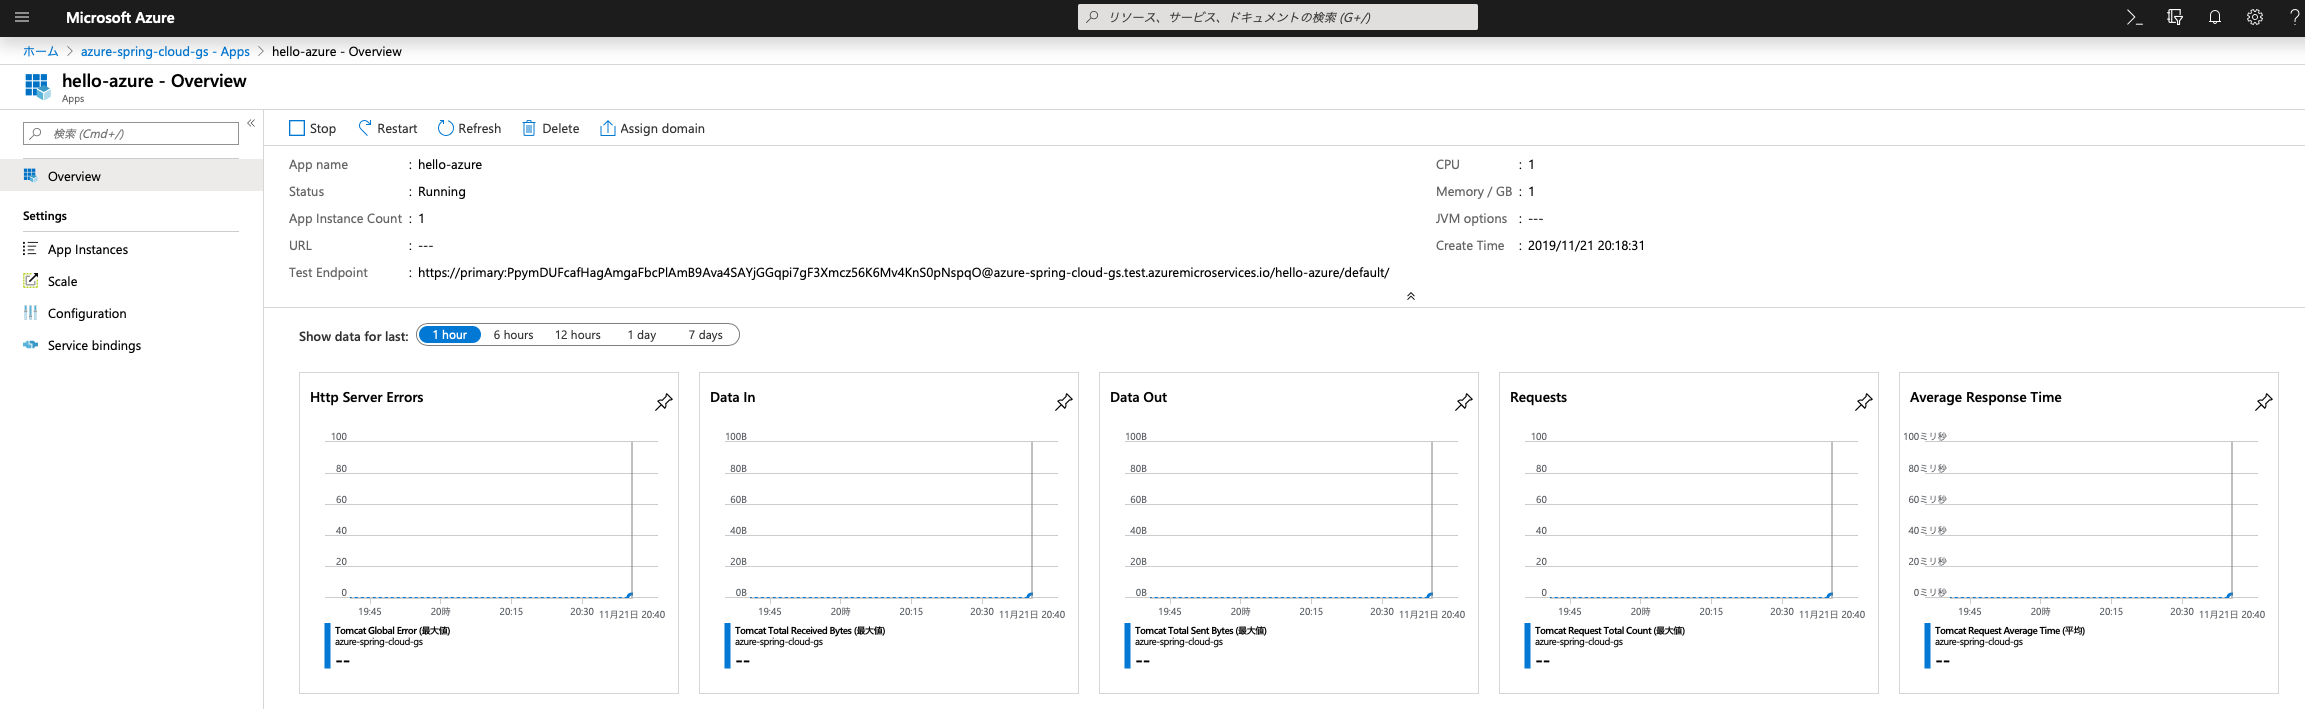 Microsoft Azure
リソース、サービス、ドキュメントの検索 (G+/)
ホーム > azure-spring-cloud-gs - Apps > hello-azure - Overview
hello-azure - Overview
Apps
検索 (Cmd+/)
Overview
Settings
App Instances
Scale
Configuration
Service bindings
Stop Restart Refresh Delete Assign domain
App name : hello-azure
Status : Running
App Instance Count : 1
URL : ---
Test Endpoint : https://primary:PpymDUFcafHagAmgaFbcPlAmB9Ava4SAYjGGqpi7gF3Xmcz56K6Mv4KnS0pNspqO@azure-spring-cloud-gs.test.azuremicroservices.io/hello-azure/default/
CPU : 1
Memory / GB : 1
JVM options : ---
Create Time : 2019/11/21 20:18:31
Show data for last: 1 hour 6 hours 12 hours 1 day 7 days
Http Server Errors
100
80
60
40
20
0
19:45 20時 20:15 20:30 11月21日 20:40
Tomcat Global Error (最大値)
azure-spring-cloud-gs
--
Data In
100B
80B
60B
40B
20B
0B
19:45 20時 20:15 20:30 11月21日 20:40
Tomcat Total Received Bytes (最大値)
azure-spring-cloud-gs
--
Data Out
100B
80B
60B
40B
20B
0B
19:45 20時 20:15 20:30 11月21日 20:40
Tomcat Total Sent Bytes (最大値)
azure-spring-cloud-gs
--
Requests
100
80
60
40
20
0
19:45 20時 20:15 20:30 11月21日 20:40
Tomcat Request Total Count (最大値)
azure-spring-cloud-gs
--
Average Response Time
100ミリ秒
80ミリ秒
60ミリ秒
40ミリ秒
20ミリ秒
0ミリ秒
19:45 20時 20:15 20:30 11月21日 20:40
Tomcat Request Average Time (平均)
azure-spring-cloud-gs
--